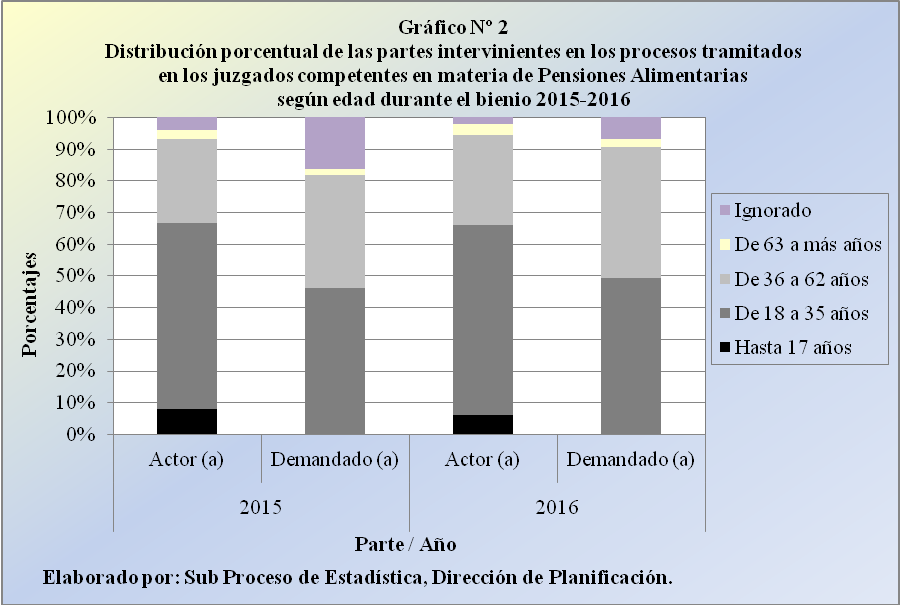 Gráfico Nº 2
Distribución porcentual de las partes intervinientes en los procesos tramitados
en los juzgados competentes en materia de Pensiones Alimentarias
según edad durante el bienio 2015-2016
100%
90%
80%
70%
60%
50%
40%
30%
20%
10%
0%
Porcentajes
Ignorado
De 63 a más años
De 36 a 62 años
De 18 a 35 años
Hasta 17 años
Actor (a)
Demandado (a)
Actor (a)
Demandado (a)
2015
2016
Parte / Año
Elaborado por: Sub Proceso de Estadística, Dirección de Planificación.